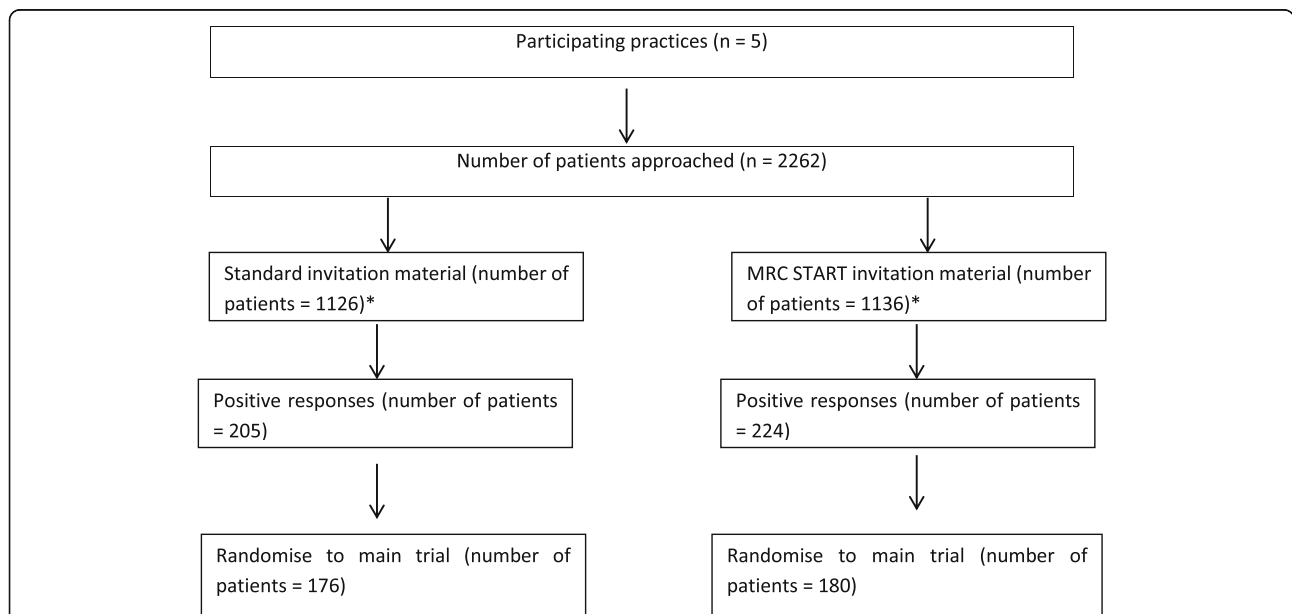 Participating practices (n = 5)
Number of patients approached (n = 2262)
Standard invitation material (number of
patients = 1126)*
MRC START invitation material (number
of patients = 1136)*
Positive responses (number of patients
= 205)
Positive responses (number of patients
= 224)
Randomise to main trial (number of
patients = 176)
Randomise to main trial (number of
patients = 180)